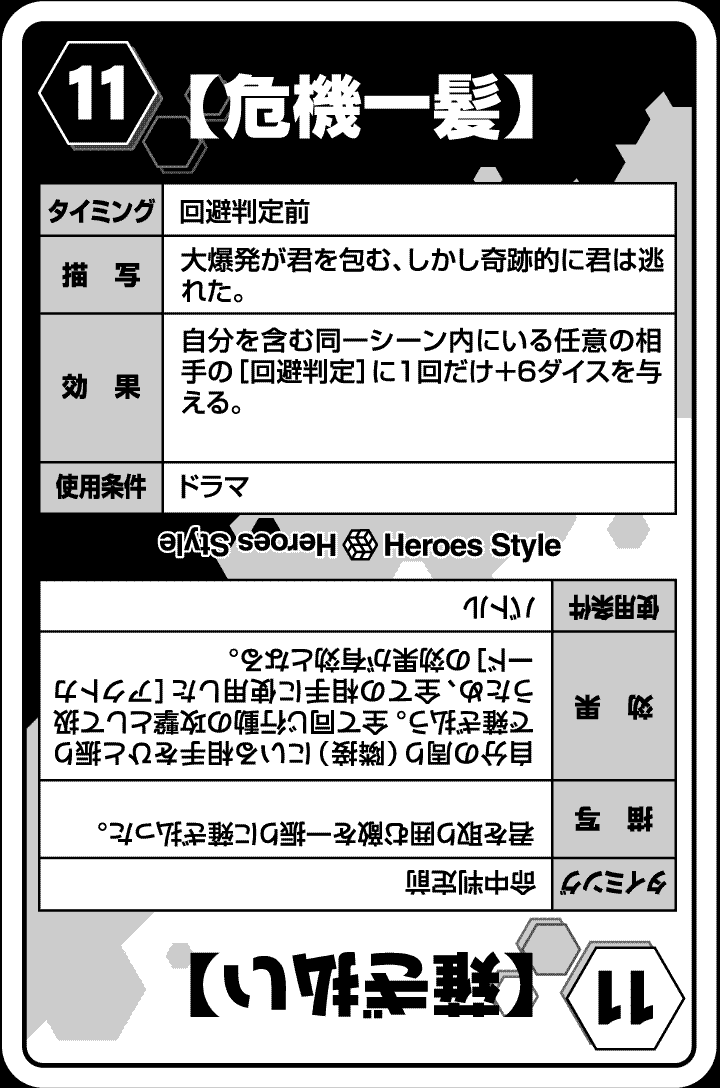 11
【危機一髪】
タイミング 回避判定前
描 写 大爆発が君を包む、しかし奇跡的に君は逃
れた。
効 果 自分を含む同一シーン内にいる任意の相
手の[回避判定]に1回だけ+6ダイスを与
える。
使用条件 ドラマ
Heroes Style
Heroes Style
11
【薙ぎ払い】
タイミング 命中判定前
描 写 君を取り囲む敵を一振りに薙ぎ払った。
効 果 自分の周り(隣接)にいる相手をひと振り
で薙ぎ払う。全て同じ行動の攻撃として扱
うため、全ての相手に使用した[アクトカ
ード]の効果が有効となる。
使用条件 バトル